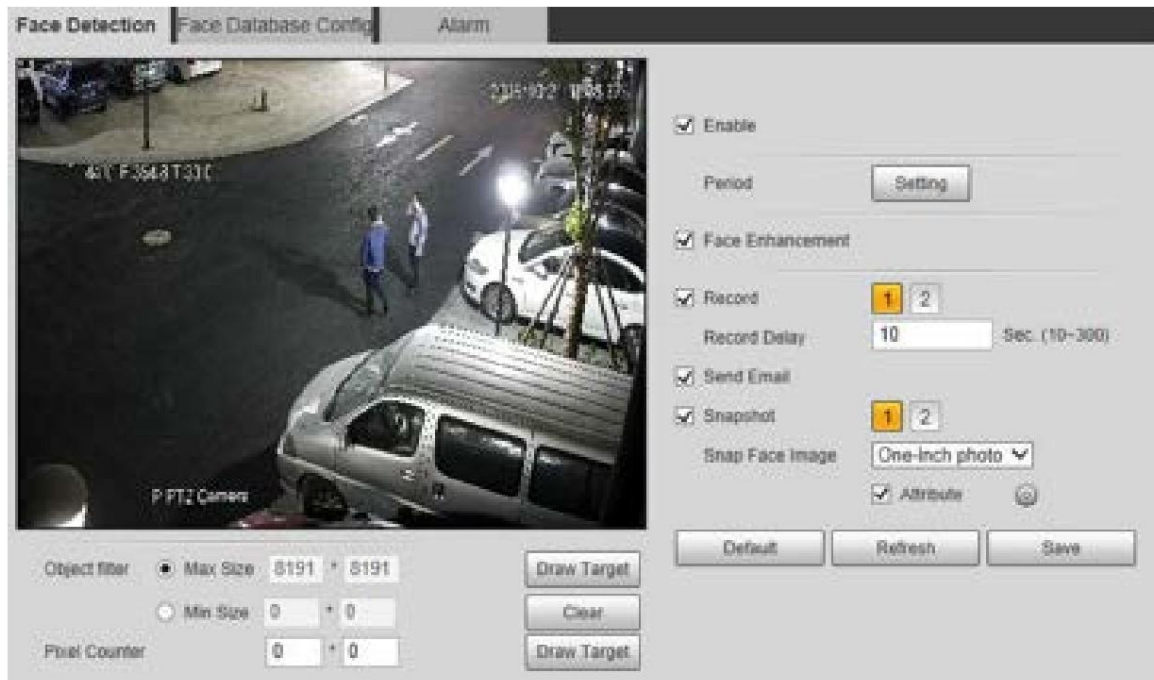 Face Detection Face Database Config Alarm
Enable
Period Setting
Face Enhancement
Record 1 2
Record Delay 10 Sec. (10~300)
Send Email
Snapshot 1 2
Snap Face Image One-inch photo
Attribute
Default Refresh Save
P PTZ Camera
Object filter Max Size 8191 * 8191 Draw Target
Min Size 0 * 0 Clear
Pixel Counter 0 * 0 Draw Target